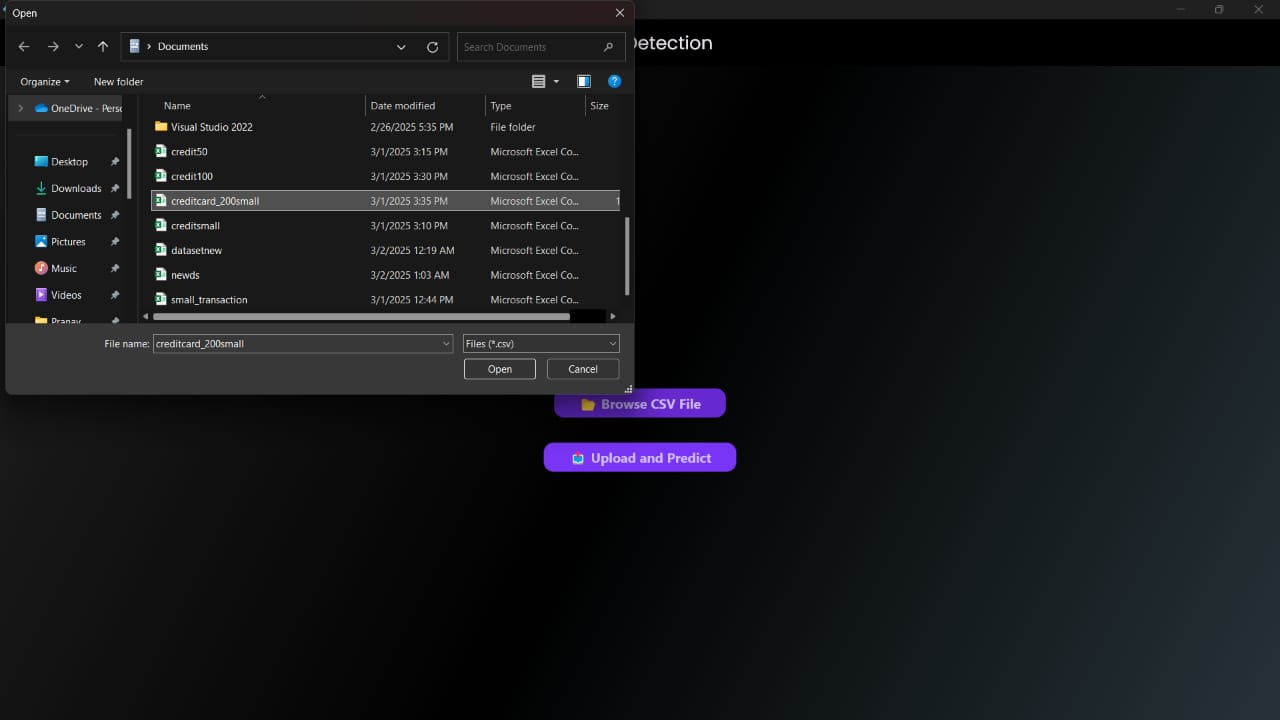 Open
Documents
Search Documents
Detection
Organize
New folder
Name
Date modified
Type
Size
OneDrive - Perso
Visual Studio 2022 2/26/2025 5:35 PM File folder
credit50 3/1/2025 3:15 PM Microsoft Excel Co...
Desktop
credit100 3/1/2025 3:30 PM Microsoft Excel Co...
Downloads
creditcard_200small 3/1/2025 3:35 PM Microsoft Excel Co... 1
Documents
creditsmall 3/1/2025 3:10 PM Microsoft Excel Co...
Pictures
datasetnew 3/2/2025 12:19 AM Microsoft Excel Co...
Music
newds 3/2/2025 1:03 AM Microsoft Excel Co...
Videos
small_transaction 3/1/2025 12:44 PM Microsoft Excel Co...
Pranav
File name: creditcard_200small
Files (*.csv)
Open
Cancel
Browse CSV File
Upload and Predict